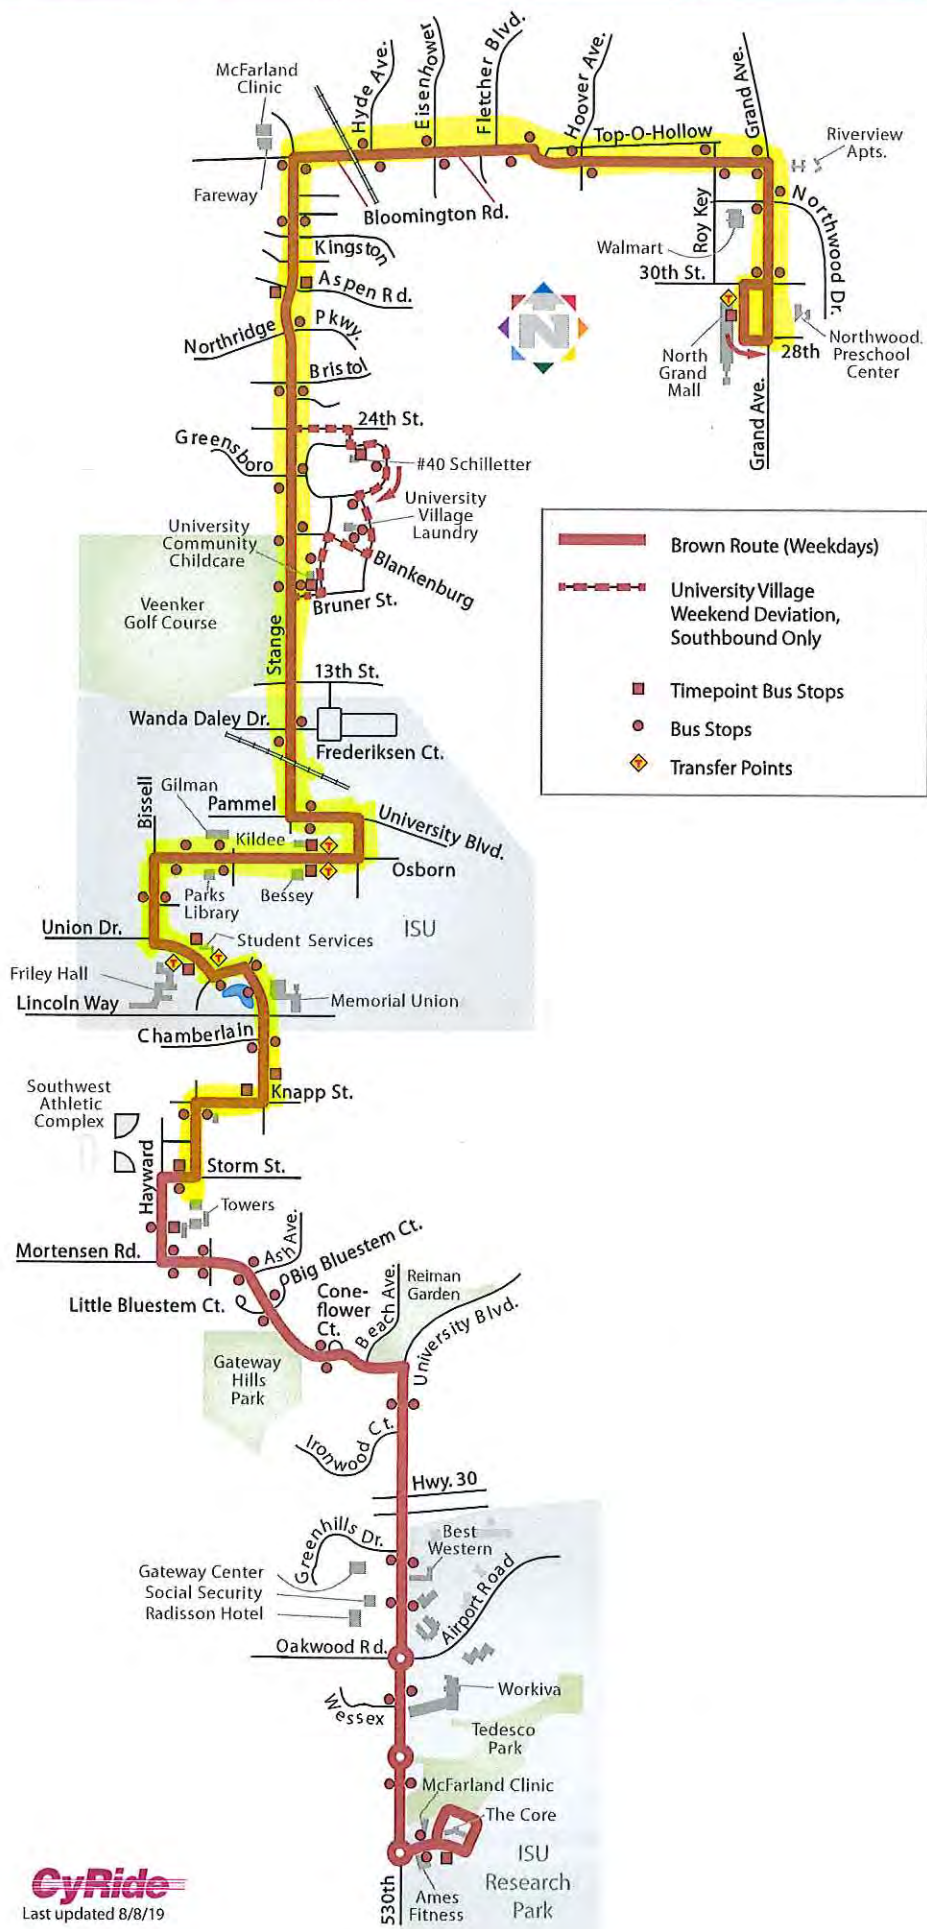 McFarland
Clinic
Fareway
Hyde Ave.
Eisenhower
Fletcher Blvd.
Hoover Ave.
Top-O-Hollow
Grand Ave.
Riverview
Apts.
Bloomington Rd.
Roy Key
Northwood Dr.
Walmart
30th St.
Kingston
Aspen Rd.
Northridge
Pkwy.
N
T
North
Grand
Mall
28th
Northwood.
Preschool
Center
Grand Ave.
Bristol
24th St.
Greensboro
#40 Schilletter
University
Village
Laundry
University
Community
Childcare
Blankenburg
Bruner St.
Veenker
Golf Course
Stange
13th St.
Wanda Daley Dr.
Frederiksen Ct.
Brown Route (Weekdays)
University Village
Weekend Deviation,
Southbound Only
Timepoint Bus Stops
Bus Stops
T
Transfer Points
Bissell
Gilman
Pammel
University Blvd.
Kildee
T
Osborn
T
Parks
Library
Bessey
ISU
Union Dr.
Student Services
T
T
Friley Hall
Memorial Union
Lincoln Way
Chamberlain
Knapp St.
Southwest
Athletic
Complex
Hayward
Storm St.
Towers
Mortensen Rd.
Ash Ave.
Big Bluestem Ct.
Little Bluestem Ct.
Cone-
flower
Ct.
Beach Ave.
Reiman
Garden
University Blvd.
Gateway
Hills
Park
Ironwood Ct.
Hwy. 30
Greenhills Dr.
Best
Western
Gateway Center
Social Security
Radisson Hotel
Airport Road
Oakwood Rd.
Workiva
Wessex
Tedesco
Park
McFarland Clinic
The Core
ISU
Research
Park
530th
Ames
Fitness
CyRide
Last updated 8/8/19